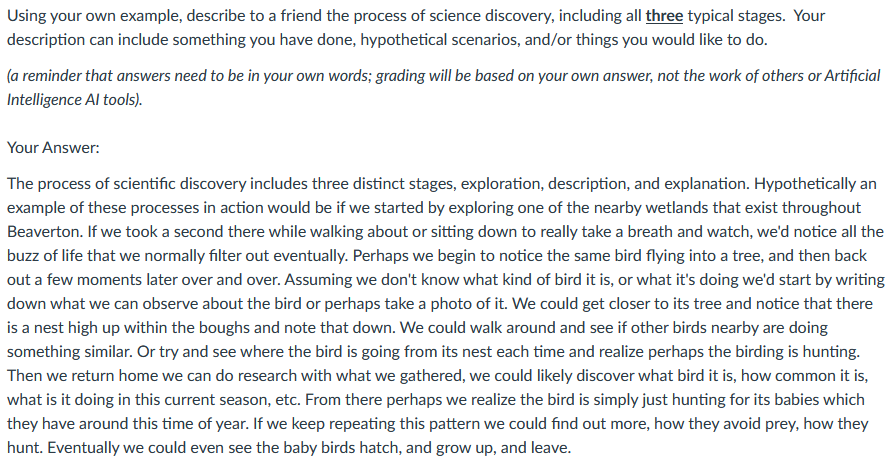 Using your own example, describe to a friend the process of science discovery, including all three typical stages.  Your
description can include something you have done, hypothetical scenarios, and/or things you would like to do.
(a reminder that answers need to be in your own words; grading will be based on your own answer, not the work of others or Artificial
Intelligence AI tools).
Your Answer:
The process of scientific discovery includes three distinct stages, exploration, description, and explanation. Hypothetically an
example of these processes in action would be if we started by exploring one of the nearby wetlands that exist throughout
Beaverton. If we took a second there while walking about or sitting down to really take a breath and watch, we'd notice all the
buzz of life that we normally filter out eventually. Perhaps we begin to notice the same bird flying into a tree, and then back
out a few moments later over and over. Assuming we don't know what kind of bird it is, or what it's doing we'd start by writing
down what we can observe about the bird or perhaps take a photo of it. We could get closer to its tree and notice that there
is a nest high up within the boughs and note that down. We could walk around and see if other birds nearby are doing
something similar. Or try and see where the bird is going from its nest each time and realize perhaps the birding is hunting.
Then we return home we can do research with what we gathered, we could likely discover what bird it is, how common it is,
what is it doing in this current season, etc. From there perhaps we realize the bird is simply just hunting for its babies which
they have around this time of year. If we keep repeating this pattern we could find out more, how they avoid prey, how they
hunt. Eventually we could even see the baby birds hatch, and grow up, and leave.